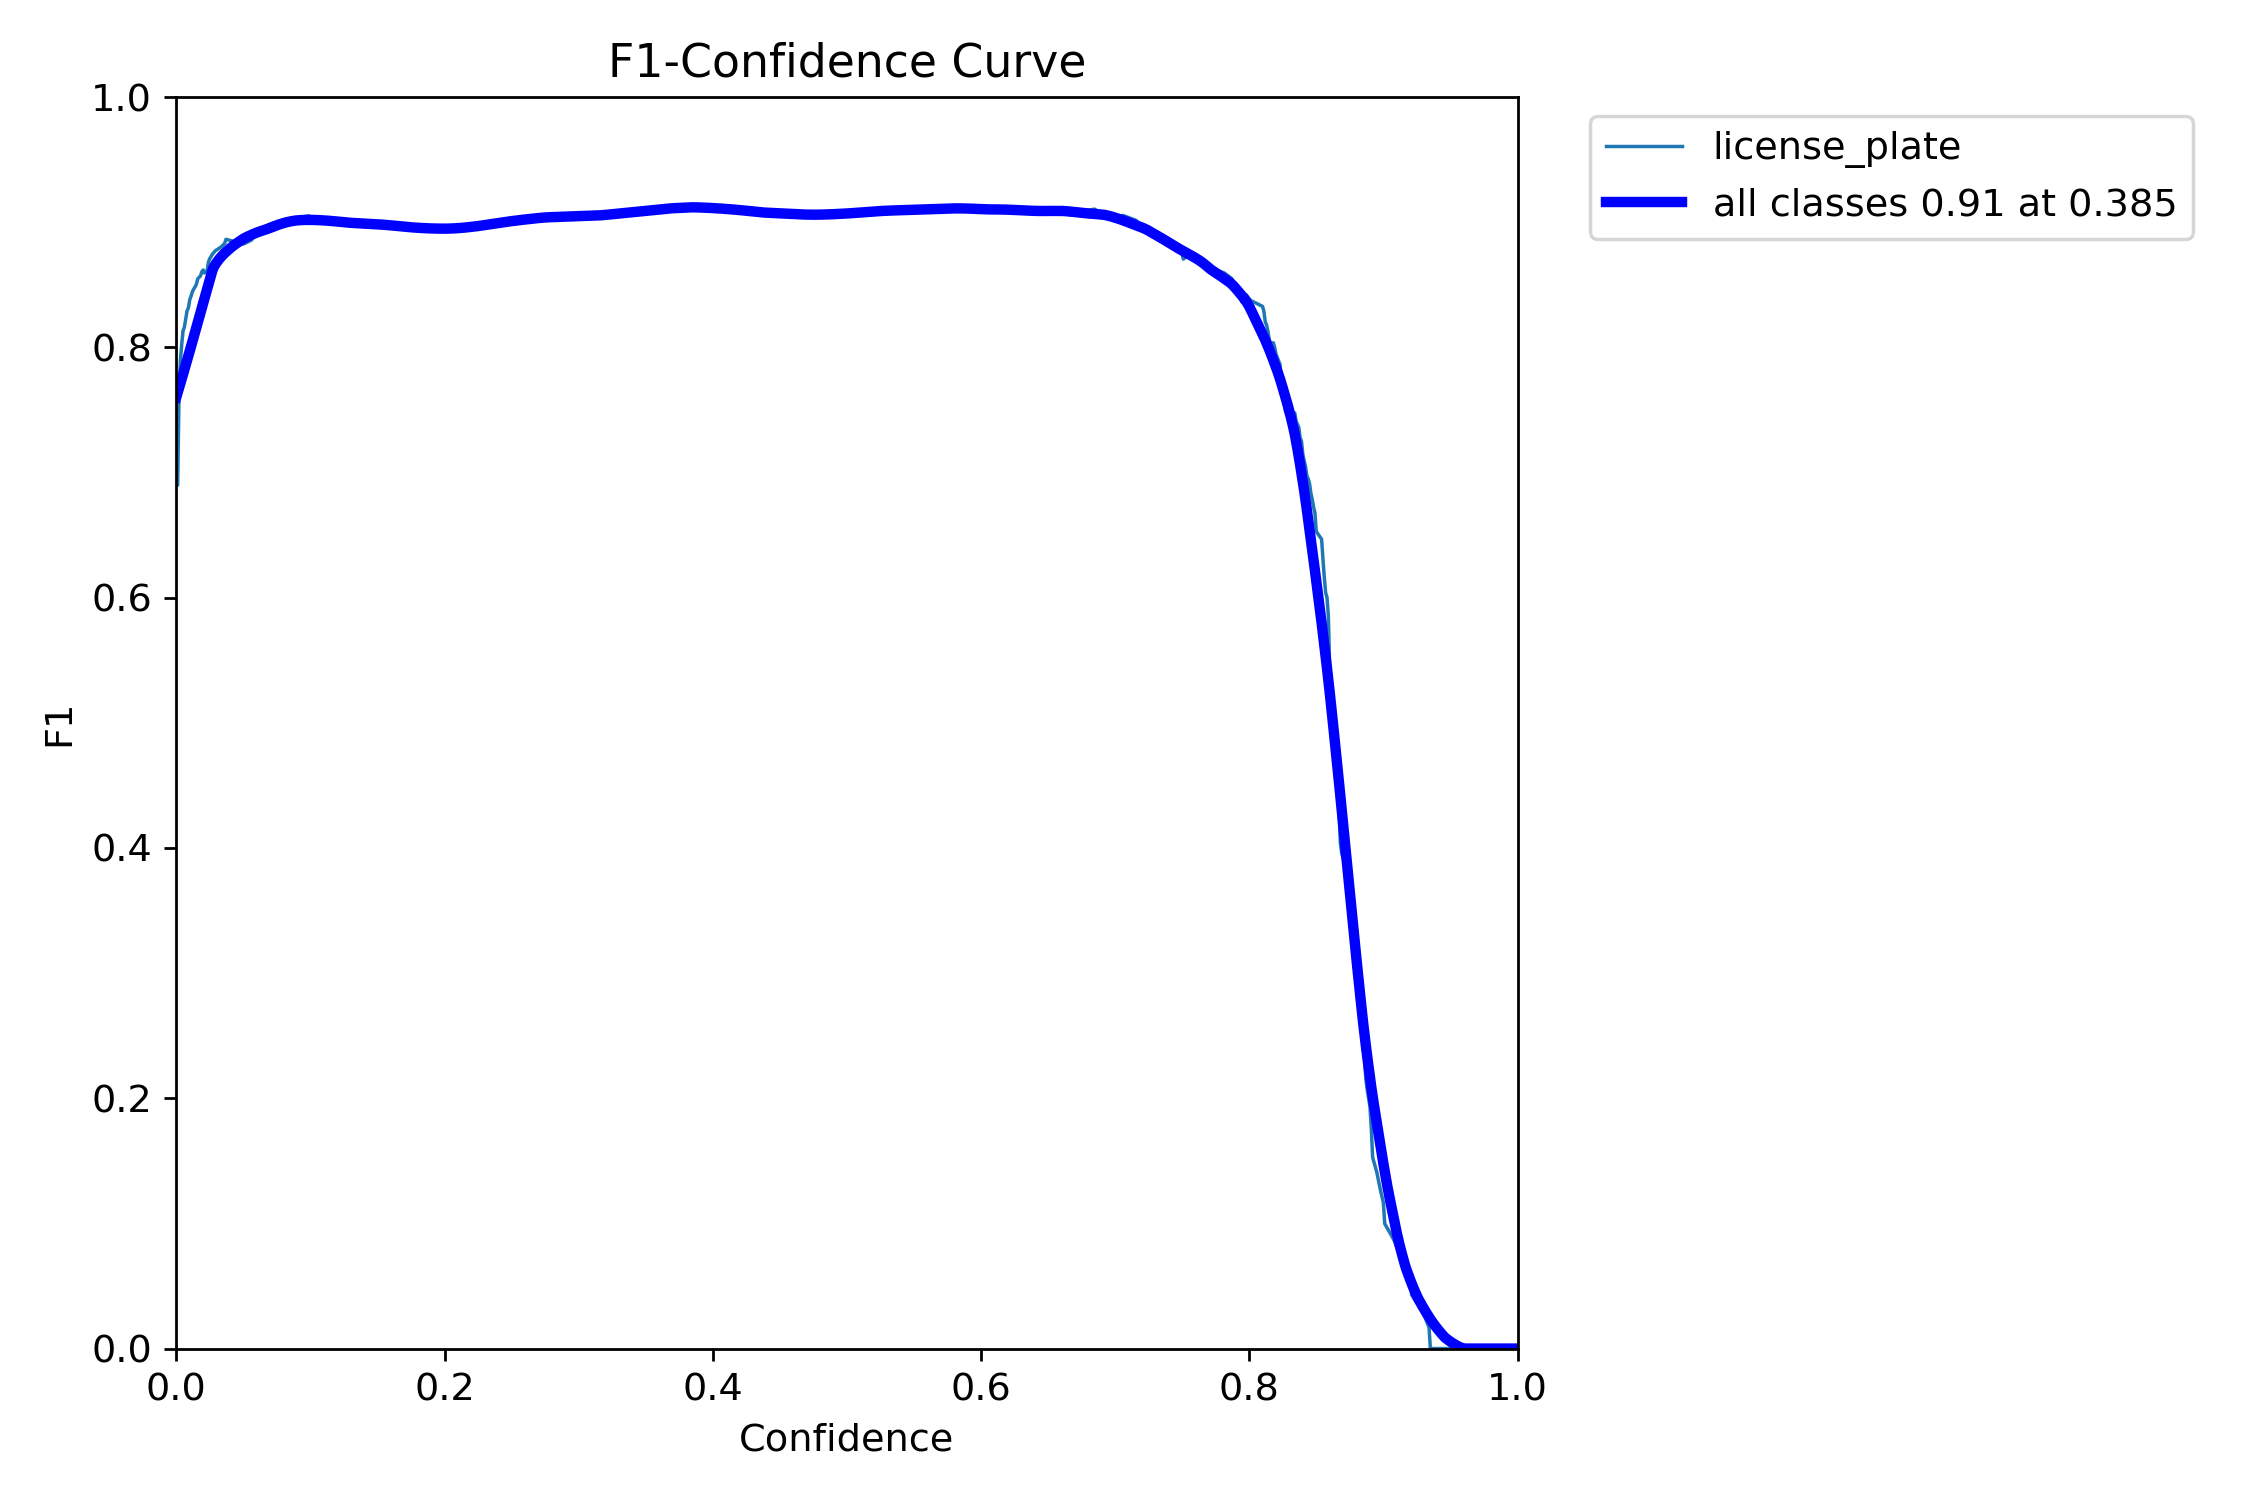 F1-Confidence Curve
1.0
0.8
0.6
0.4
0.2
0.0
F1
0.0 0.2 0.4 0.6 0.8 1.0
Confidence
license_plate
all classes 0.91 at 0.385